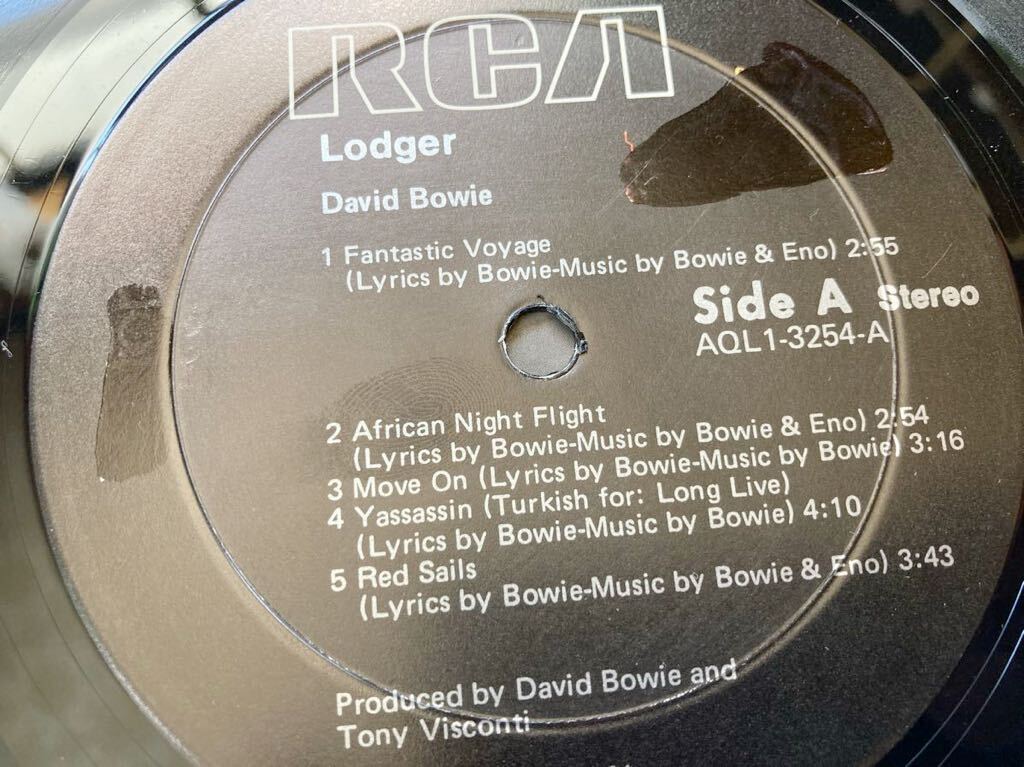 RCA
Lodger
David Bowie
1 Fantastic Voyage
(Lyrics by Bowie-Music by Bowie & Eno) 2:55
Side A Stereo
AQL1-3254-A
2 African Night Flight
(Lyrics by Bowie-Music by Bowie & Eno) 2:54
3 Move On (Lyrics by Bowie-Music by Bowie) 3:16
4 Yassassin (Turkish for: Long Live)
(Lyrics by Bowie-Music by Bowie) 4:10
5 Red Sails
(Lyrics by Bowie-Music by Bowie & Eno) 3:43
Produced by David Bowie and
Tony Visconti